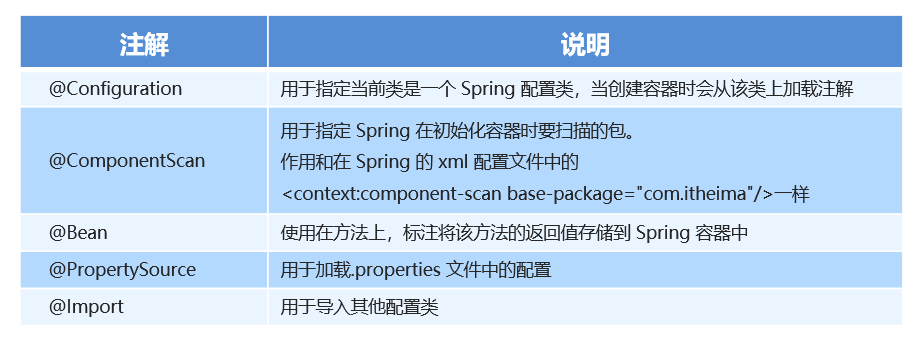 注解 说明
@Configuration 用于指定当前类是一个 Spring 配置类，当创建容器时会从该类上加载注解
用于指定 Spring 在初始化容器时要扫描的包。
@ComponentScan 作用和在 Spring 的 xml 配置文件中的
<context:component-scan base-package="com.itheima"/>一样
@Bean 使用在方法上，标注将该方法的返回值存储到 Spring 容器中
@PropertySource 用于加载.properties 文件中的配置
@Import 用于导入其他配置类